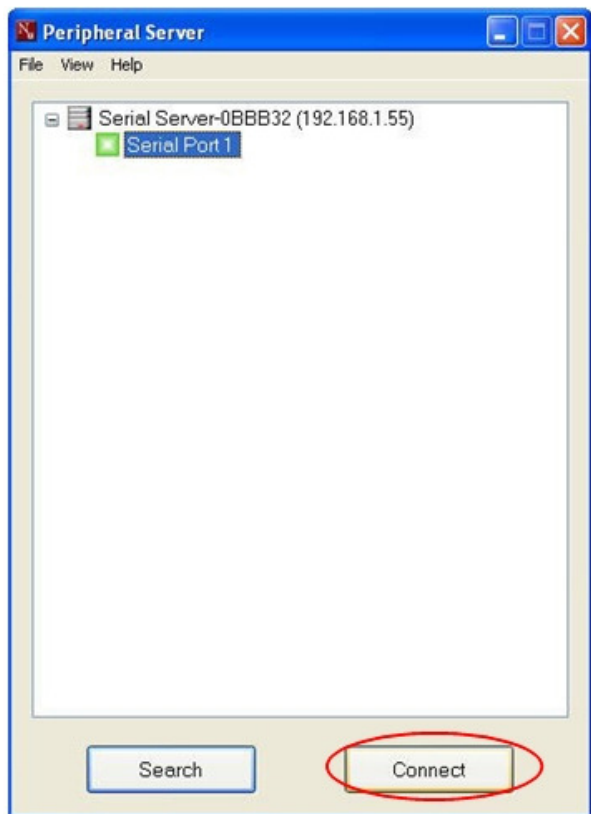 Peripheral Server
File View Help
Serial Server-0BBB32 (192.168.1.55)
Serial Port 1
Search Connect